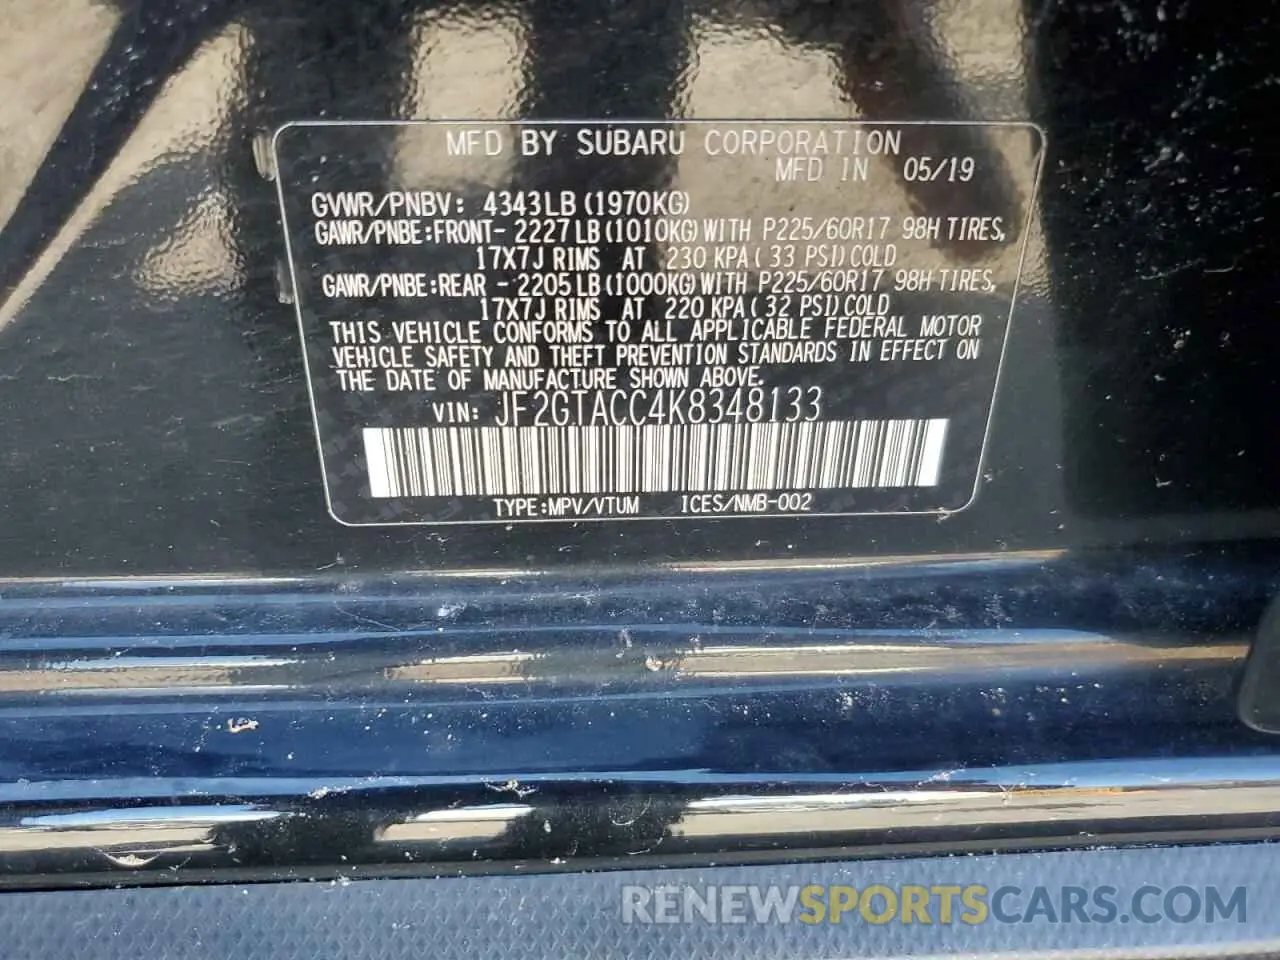 MFD BY SUBARU CORPORATION
MFD IN 05/19
GVWR/PNBV: 4343LB (1970KG)
GAWR/PNBE:FRONT- 2227LB (1010KG) WITH P225/60R17 98H TIRES,
17X7J RIMS AT 230 KPA ( 33 PSI) COLD
GAWR/PNBE:REAR - 2205LB (1000KG) WITH P225/60R17 98H TIRES,
17X7J RIMS AT 220 KPA ( 32 PSI) COLD
THIS VEHICLE CONFORMS TO ALL APPLICABLE FEDERAL MOTOR
VEHICLE SAFETY AND THEFT PREVENTION STANDARDS IN EFFECT ON
THE DATE OF MANUFACTURE SHOWN ABOVE.
VIN: JF2GTACC4K8348133
TYPE:MPV/VTUM ICES/NMB-002
RENEWSPORTSCARS.COM